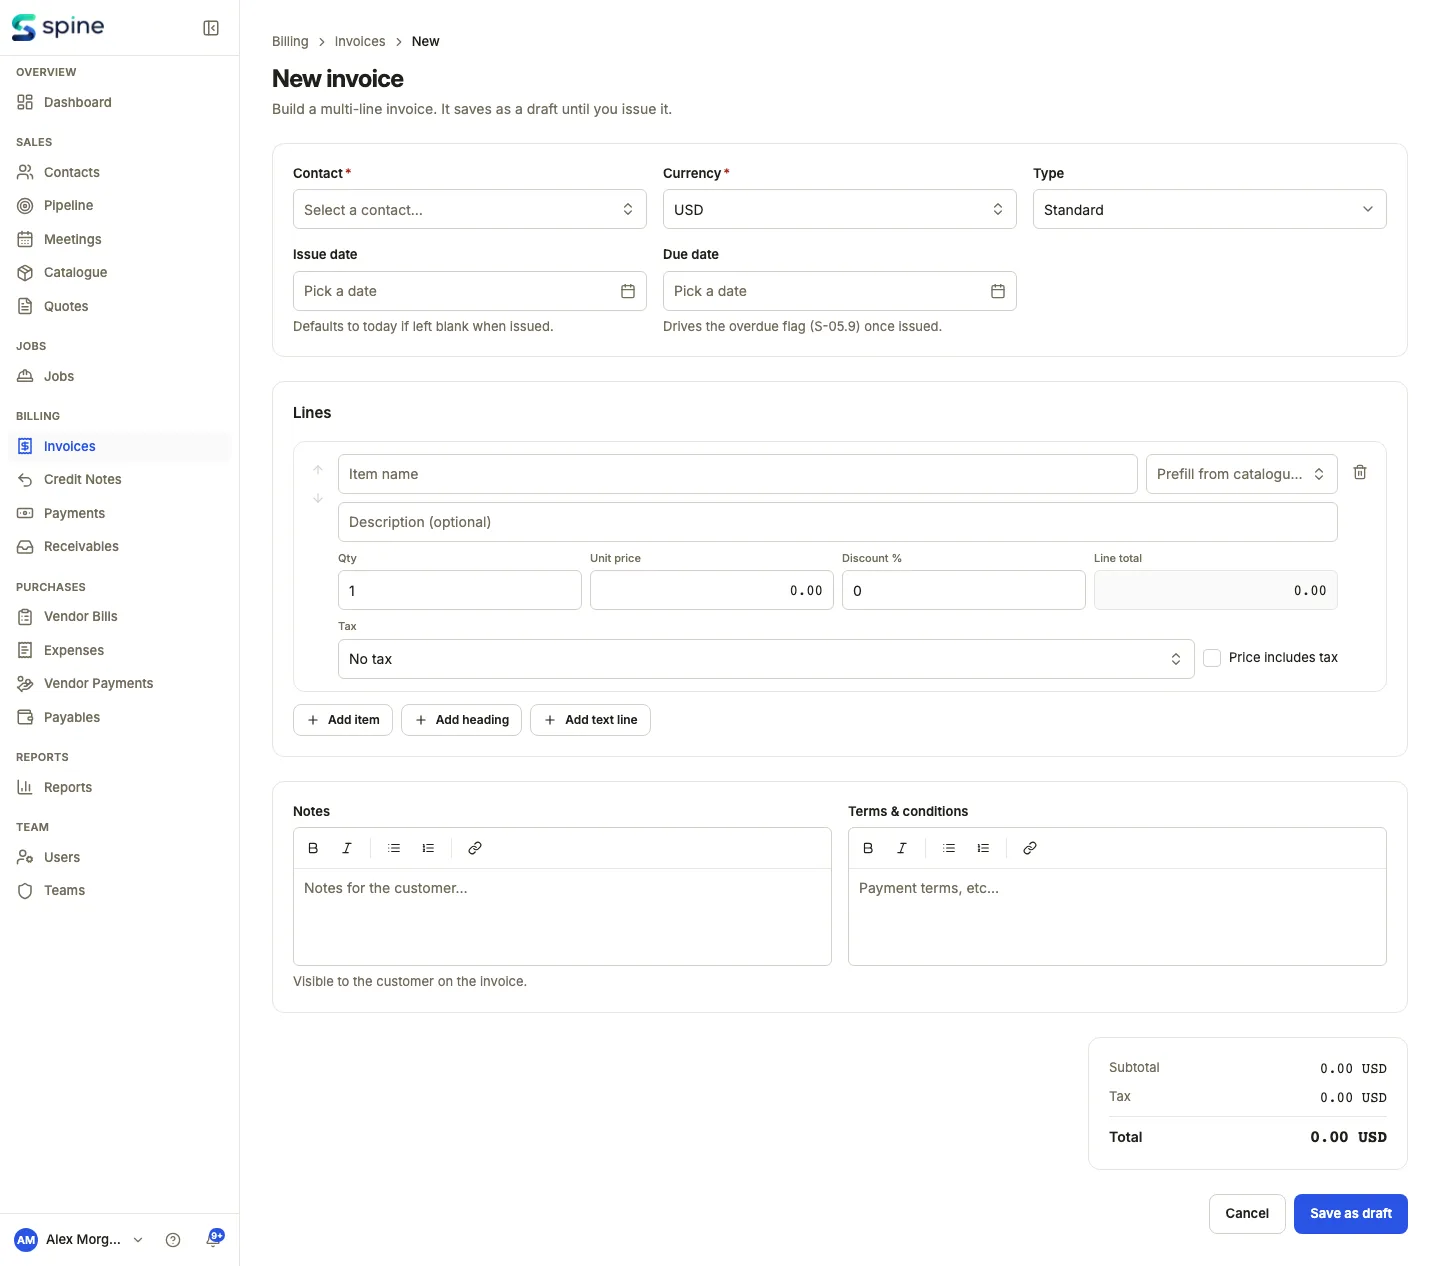 spine
OVERVIEW
Dashboard
SALES
Contacts
Pipeline
Meetings
Catalogue
Quotes
JOBS
Jobs
BILLING
Invoices
Credit Notes
Payments
Receivables
PURCHASES
Vendor Bills
Expenses
Vendor Payments
Payables
REPORTS
Reports
TEAM
Users
Teams
AM Alex Morg... 9+
Billing > Invoices > New
New invoice
Build a multi-line invoice. It saves as a draft until you issue it.
Contact* Currency* Type
Select a contact... USD Standard
Issue date Due date
Pick a date Pick a date
Defaults to today if left blank when issued. Drives the overdue flag (S-05.9) once issued.
Lines
Item name Prefill from catalogu...
Description (optional)
Qty Unit price Discount % Line total
1 0.00 0 0.00
Tax
No tax Price includes tax
+ Add item + Add heading + Add text line
Notes Terms & conditions
B I B I
Notes for the customer... Payment terms, etc...
Visible to the customer on the invoice.
Subtotal 0.00 USD
Tax 0.00 USD
Total 0.00 USD
Cancel Save as draft